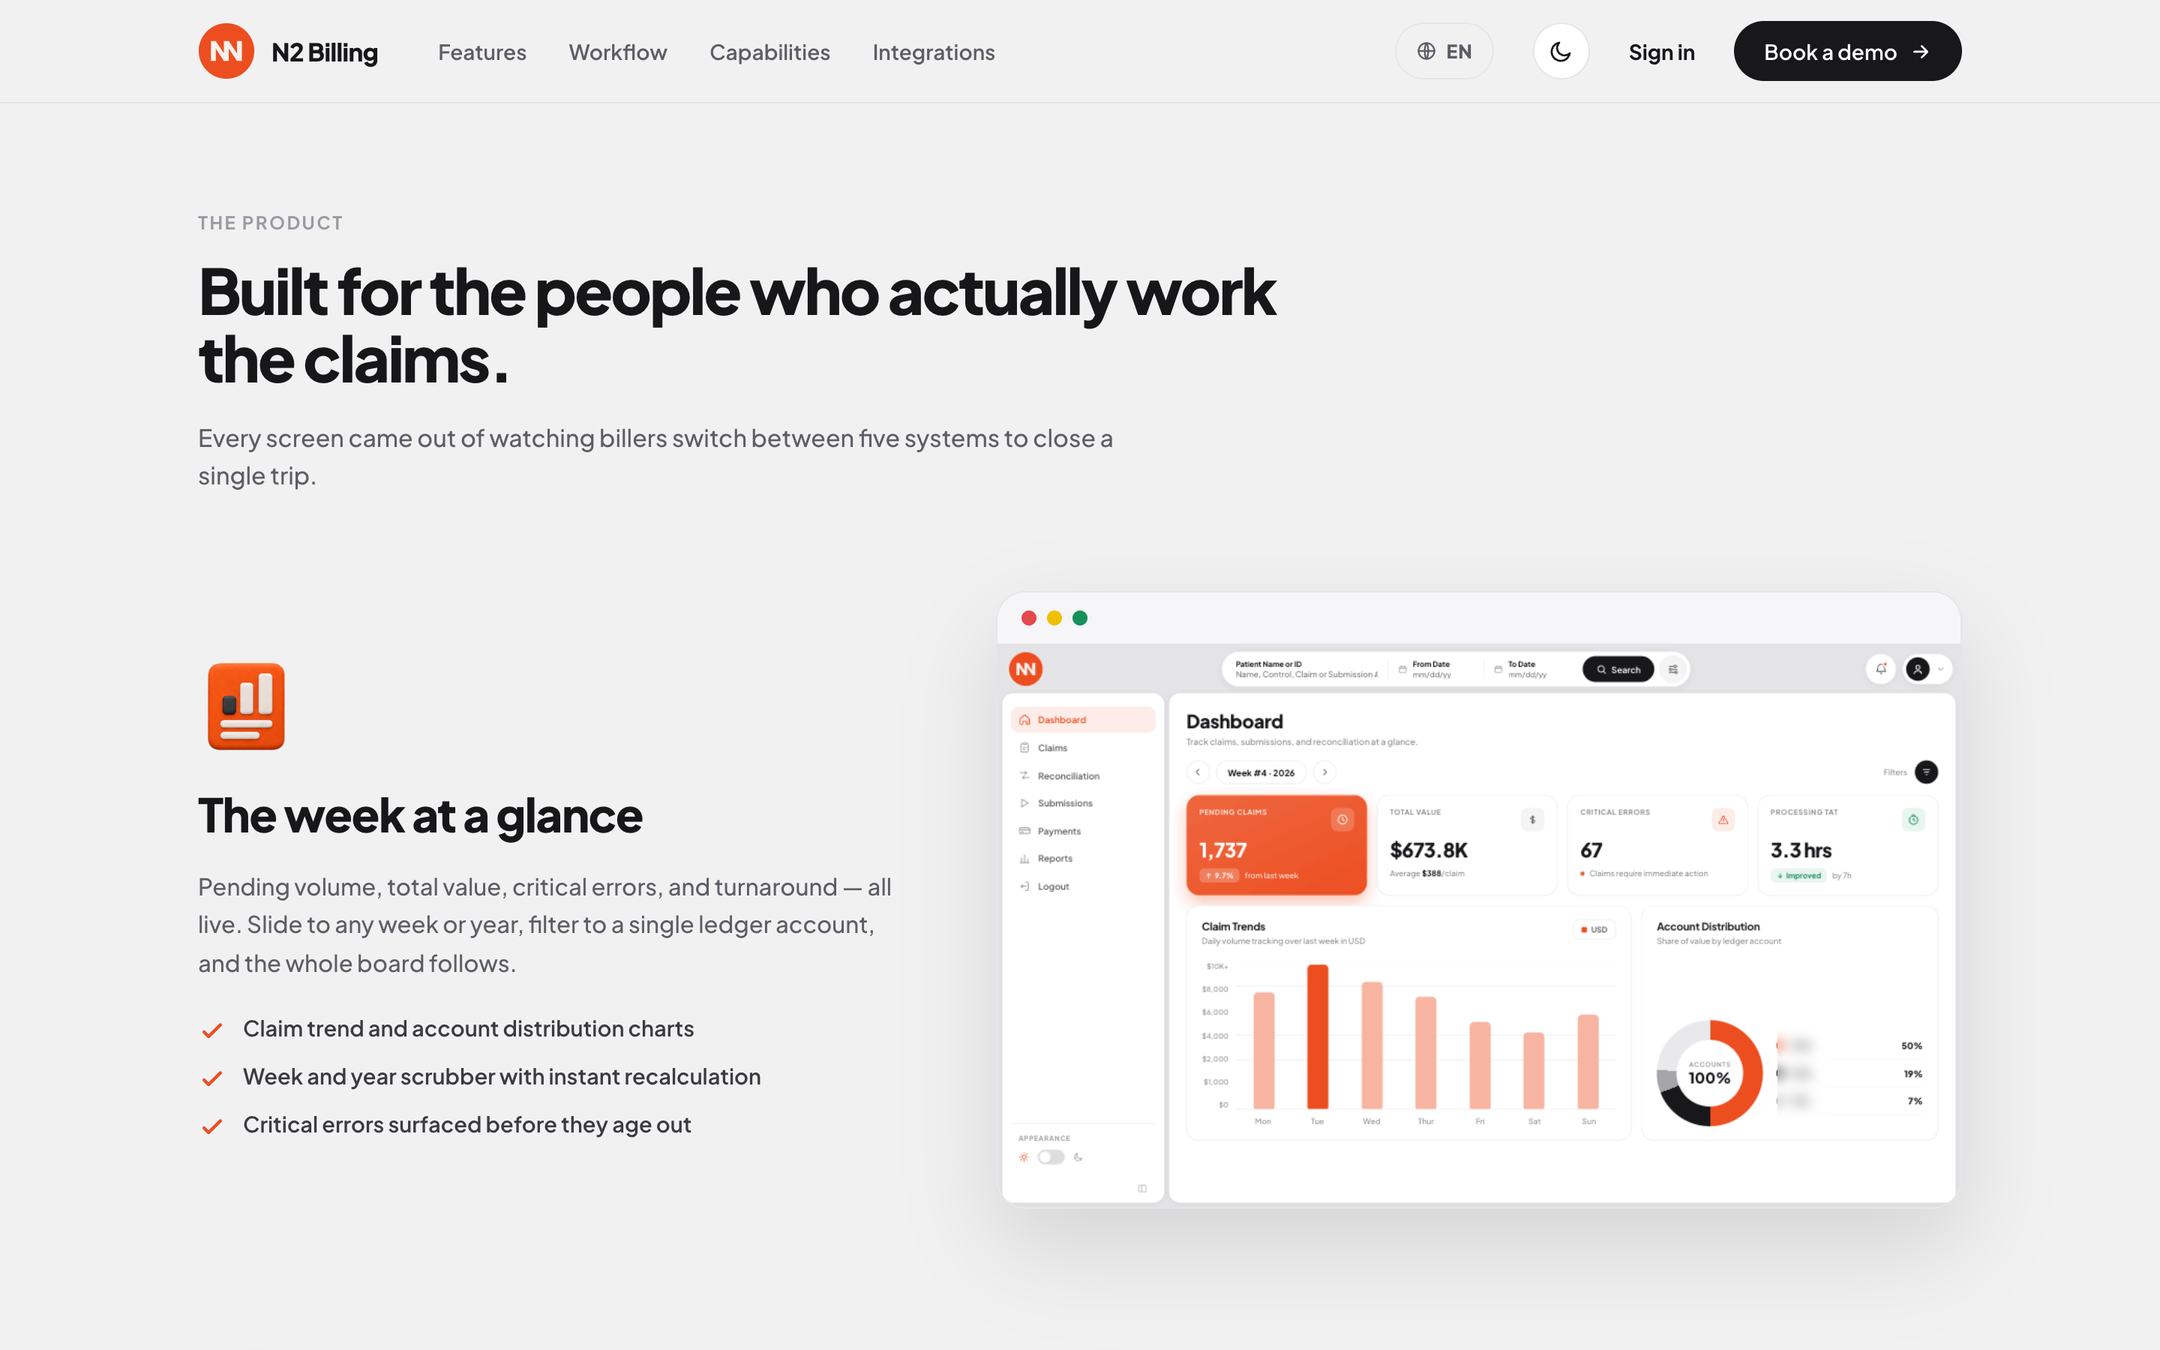 N2 Billing
Features
Workflow
Capabilities
Integrations
EN
Sign in
Book a demo
THE PRODUCT
Built for the people who actually work
the claims.
Every screen came out of watching billers switch between five systems to close a
single trip.
The week at a glance
Pending volume, total value, critical errors, and turnaround — all
live. Slide to any week or year, filter to a single ledger account,
and the whole board follows.
Claim trend and account distribution charts
Week and year scrubber with instant recalculation
Critical errors surfaced before they age out
Patient Name or ID
Name, Control, Claim or Submission
From Date
mm/dd/yy
To Date
mm/dd/yy
Search
Dashboard
Claims
Reconciliation
Submissions
Payments
Reports
Logout
APPEARANCE
Dashboard
Track claims, submissions, and reconciliation at a glance.
Week #4 · 2026
Filters
PENDING CLAIMS
1,737
↑ 9.7% from last week
TOTAL VALUE
$673.8K
Average $388/claim
CRITICAL ERRORS
67
Claims require immediate action
PROCESSING TAT
3.3 hrs
↓ Improved by 7h
Claim Trends
Daily volume tracking over last week in USD
USD
$10K+
$8,000
$6,000
$4,000
$2,000
$1,000
$0
Mon Tue Wed Thur Fri Sat Sun
Account Distribution
Share of value by ledger account
ACCOUNTS
100%
50%
19%
7%